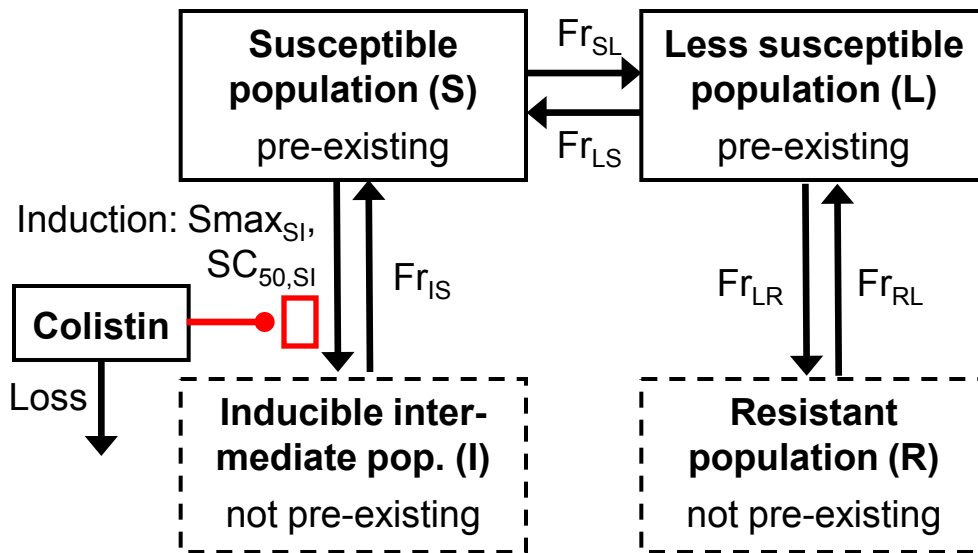 Susceptible
population (S)
pre-existing
Fr_SL
Fr_LS
Less susceptible
population (L)
pre-existing
Induction: Smax_SI,
SC_50,SI
Fr_IS
Fr_LR
Fr_RL
Colistin
Loss
Inducible inter-
mediate pop. (I)
not pre-existing
Resistant
population (R)
not pre-existing